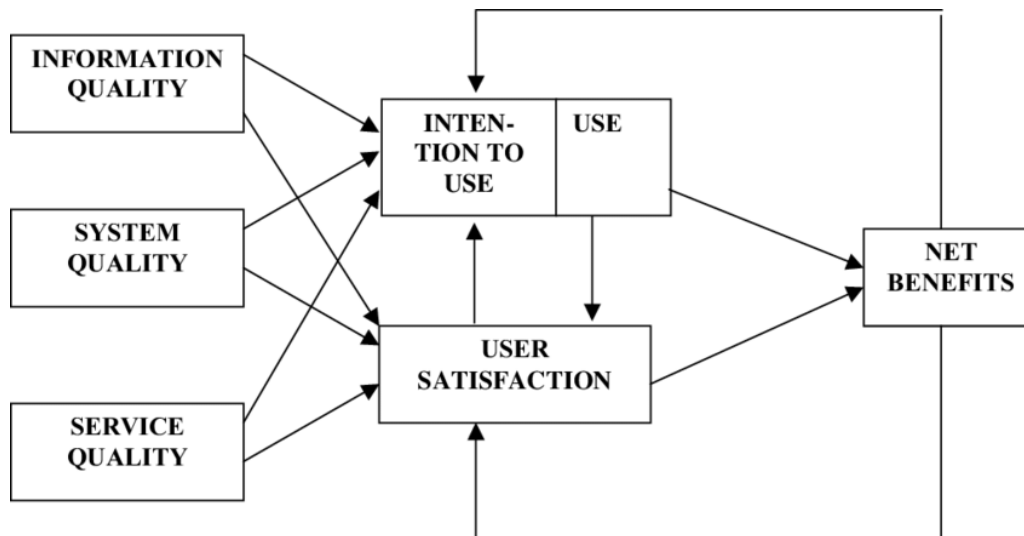 INFORMATION
QUALITY
INTEN-
TION TO
USE
USE
SYSTEM
QUALITY
NET
BENEFITS
USER
SATISFACTION
SERVICE
QUALITY